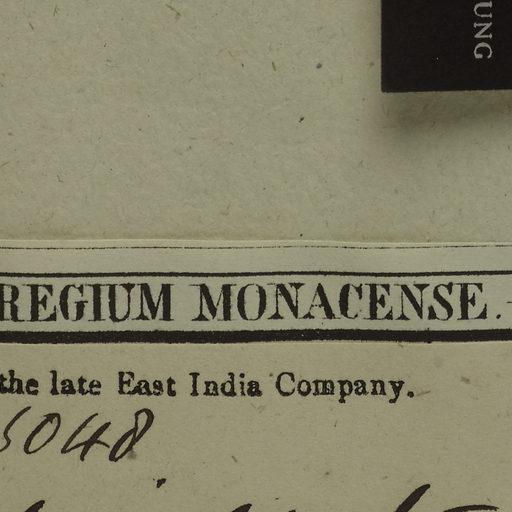 UNG
REGIUM MONACENSE.
the late East India Company.
5048